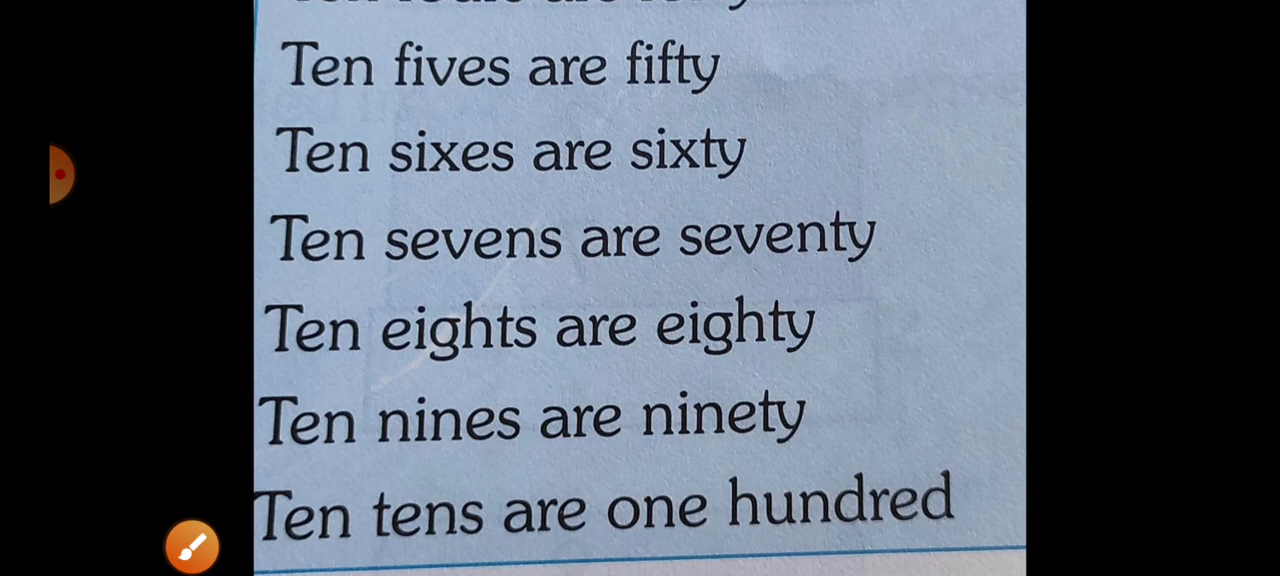 Ten fives are fifty
Ten sixes are sixty
Ten sevens are seventy
Ten eights are eighty
Ten nines are ninety
Ten tens are one hundred